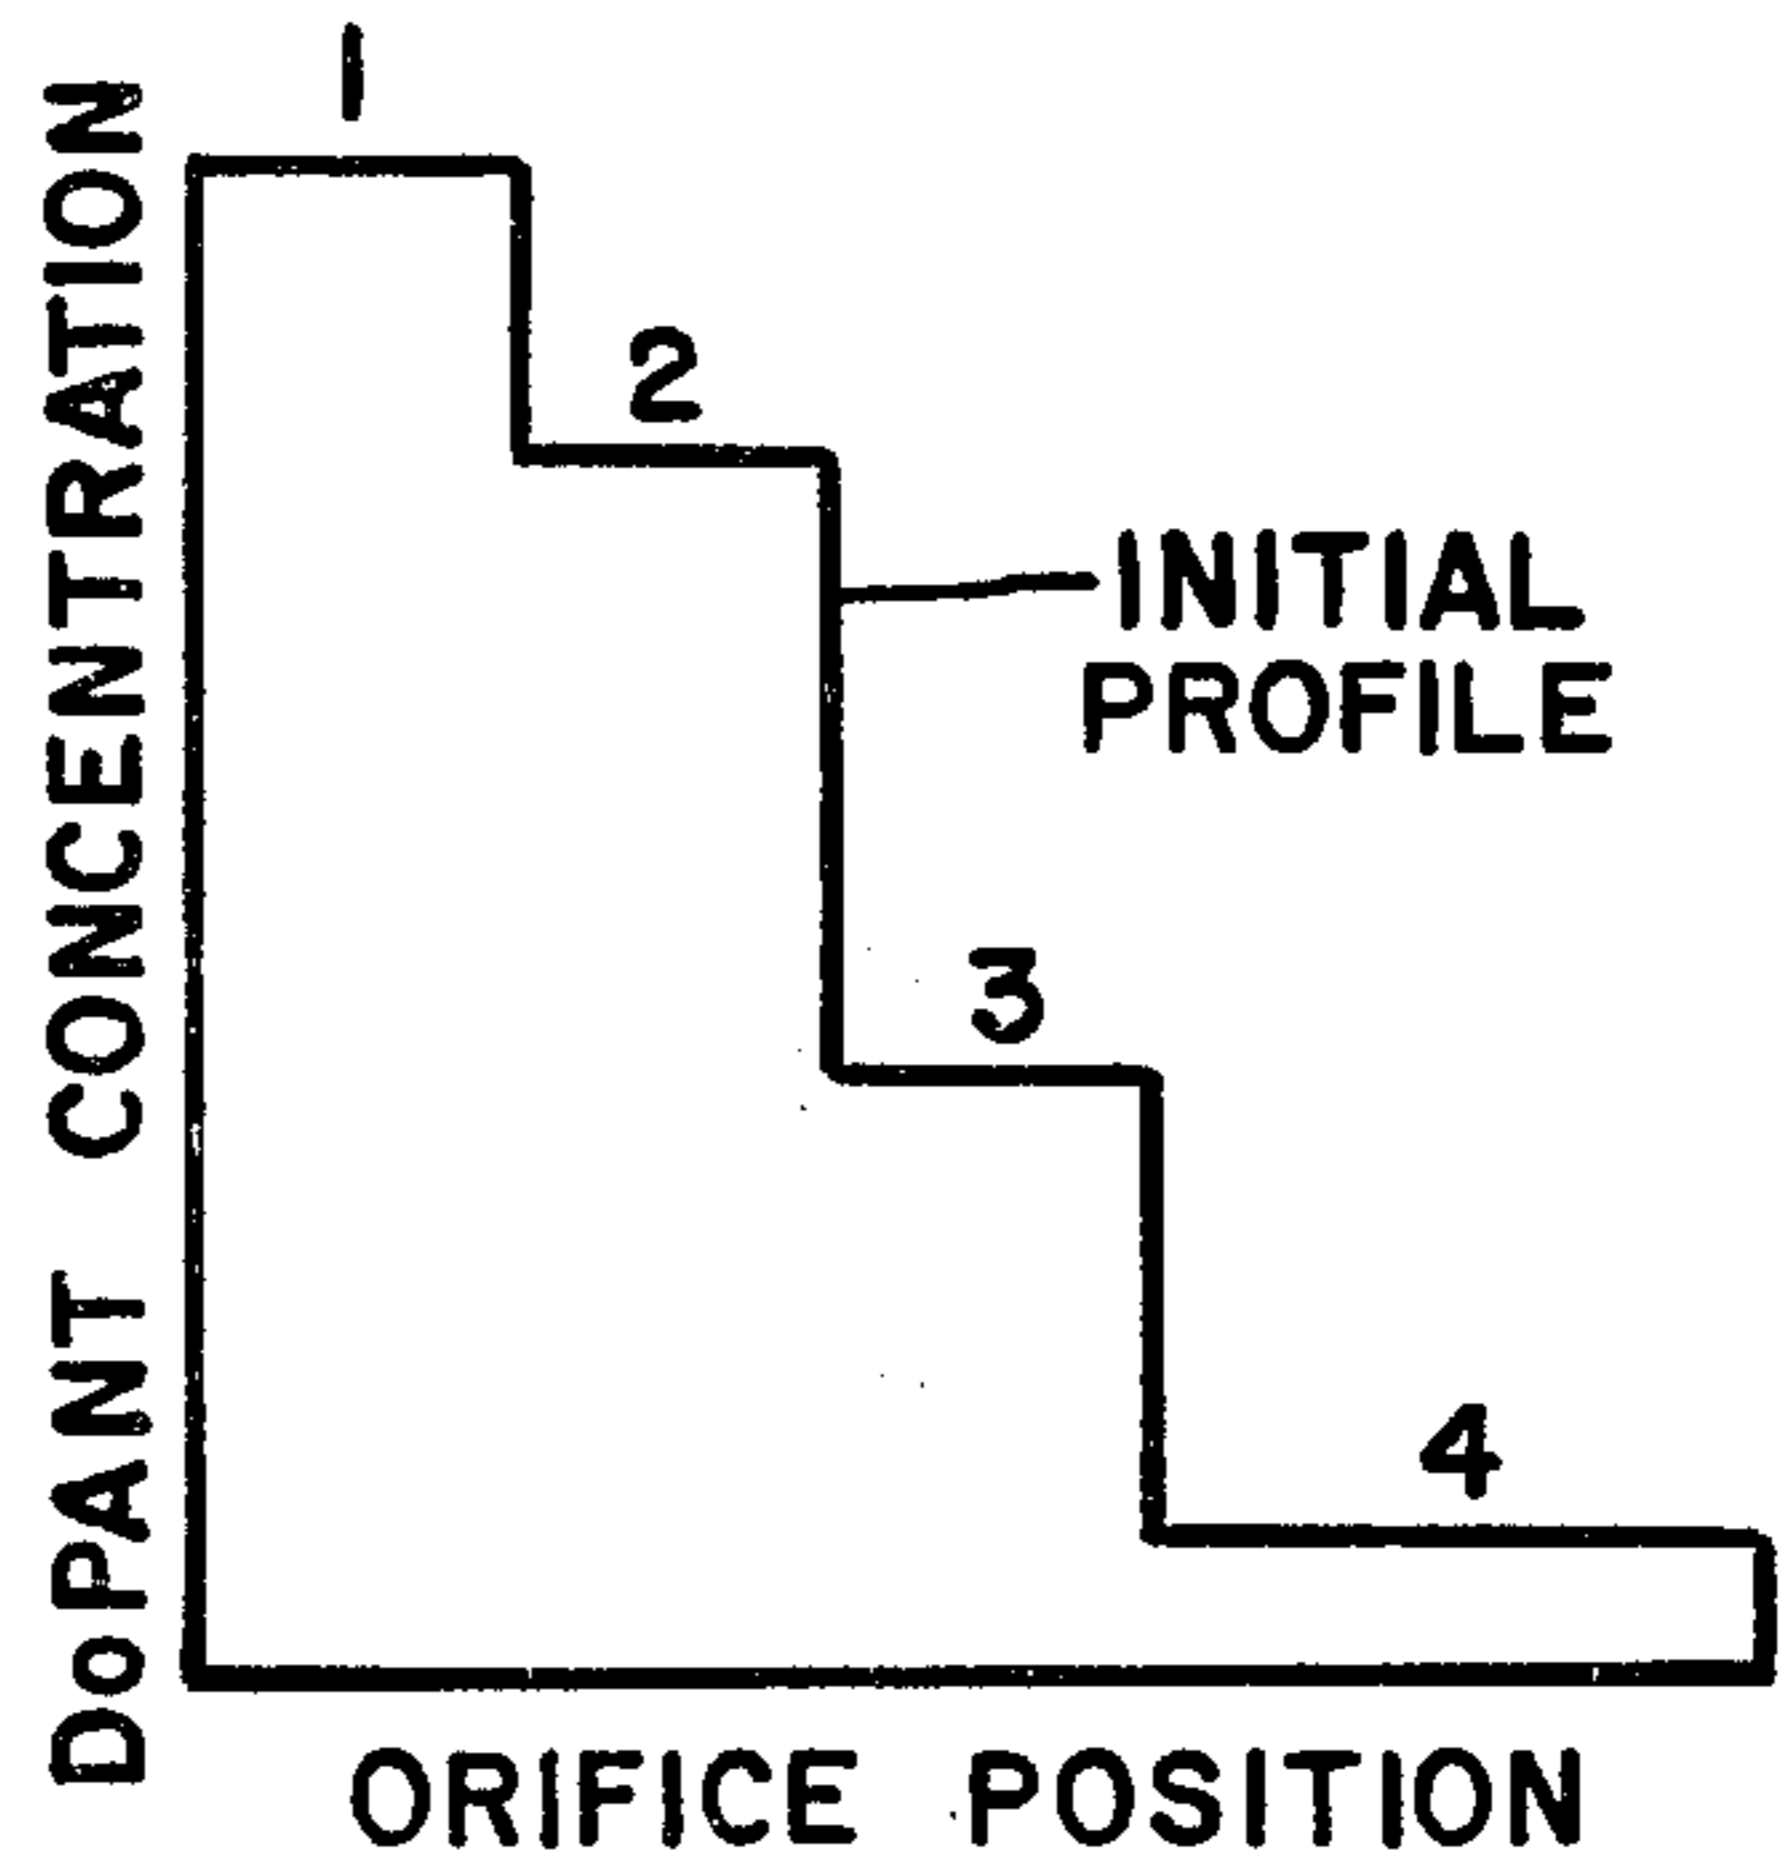 1
2
INITIAL
PROFILE
3
4
DoPANT CONCENTRATION
ORIFICE POSITION